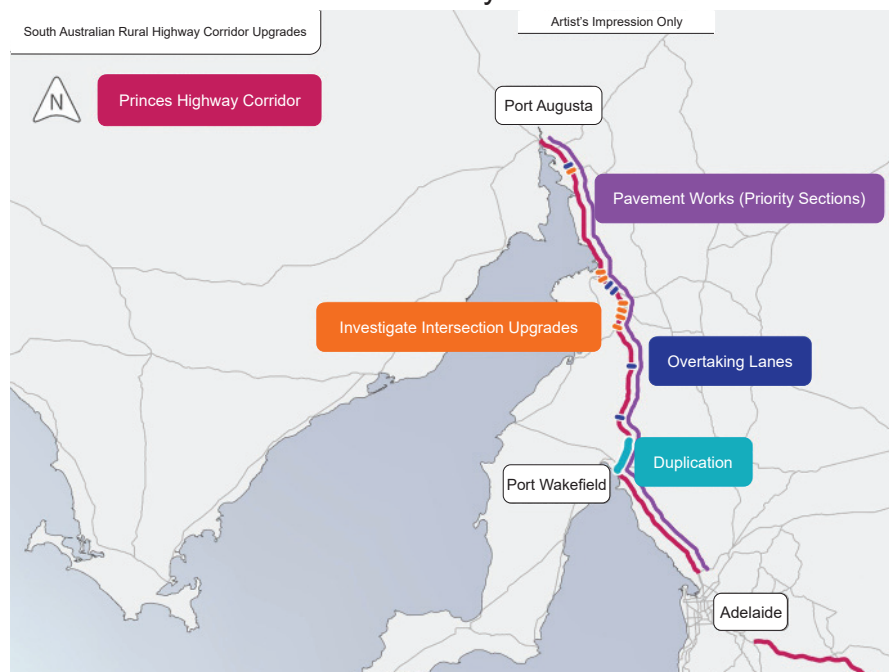 South Australian Rural Highway Corridor Upgrades
Artist's Impression Only
N
Princes Highway Corridor
Port Augusta
Pavement Works (Priority Sections)
Investigate Intersection Upgrades
Overtaking Lanes
Duplication
Port Wakefield
Adelaide